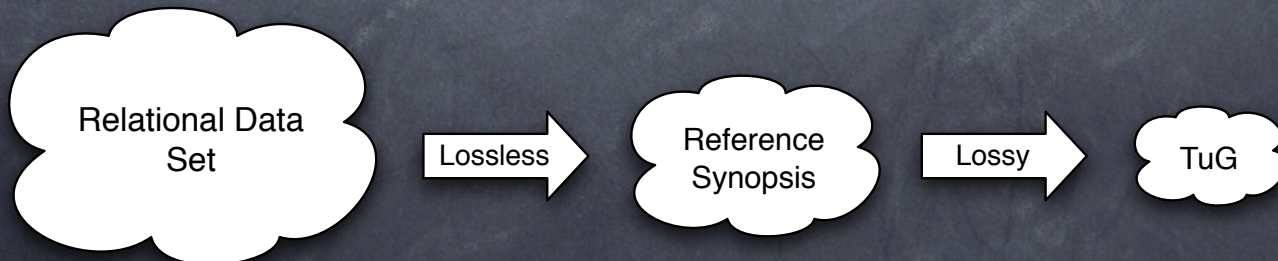 Relational Data
Set
Lossless
Reference
Synopsis
Lossy
TuG